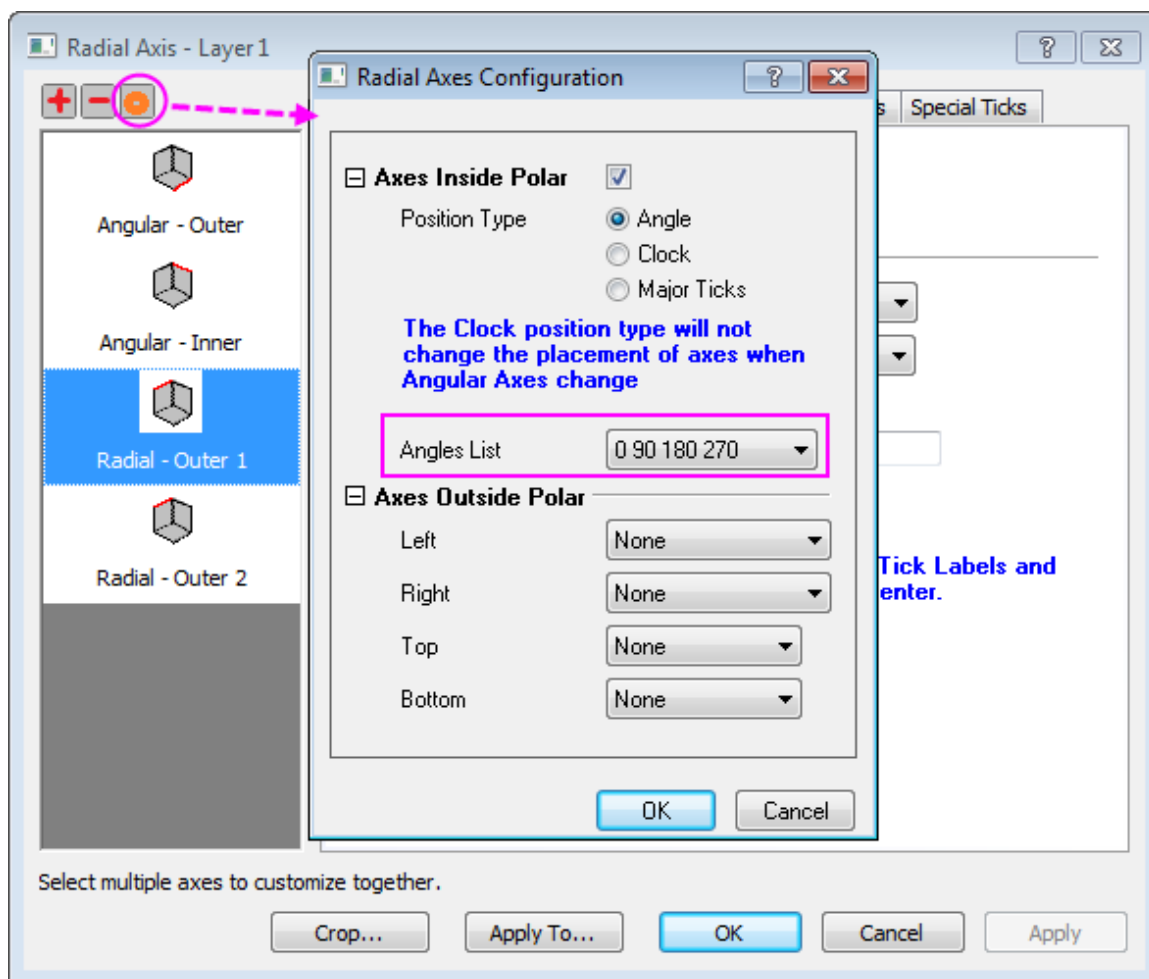 Radial Axis - Layer 1
Radial Axes Configuration
Special Ticks
Angular - Outer
Angular - Inner
Radial - Outer 1
Radial - Outer 2
Axes Inside Polar
Position Type
Angle
Clock
Major Ticks
The Clock position type will not
change the placement of axes when
Angular Axes change
Angles List
0 90 180 270
Axes Outside Polar
Left
None
Right
None
Top
None
Bottom
None
Tick Labels and
enter.
OK
Cancel
Select multiple axes to customize together.
Crop...
Apply To...
OK
Cancel
Apply